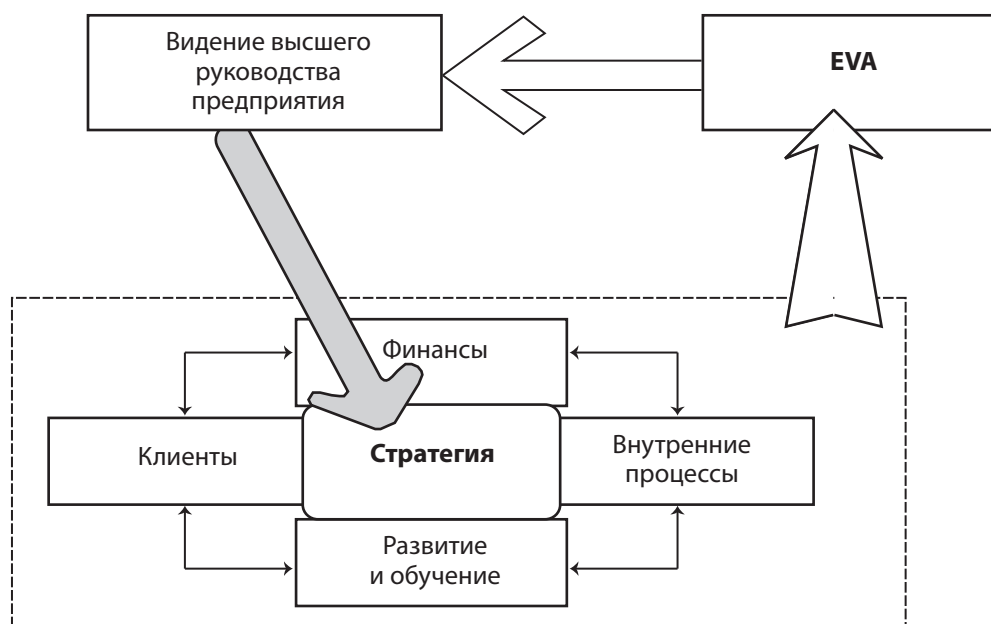 Видение высшего
руководства
предприятия
EVA
Финансы
Клиенты
Стратегия
Внутренние
процессы
Развитие
и обучение